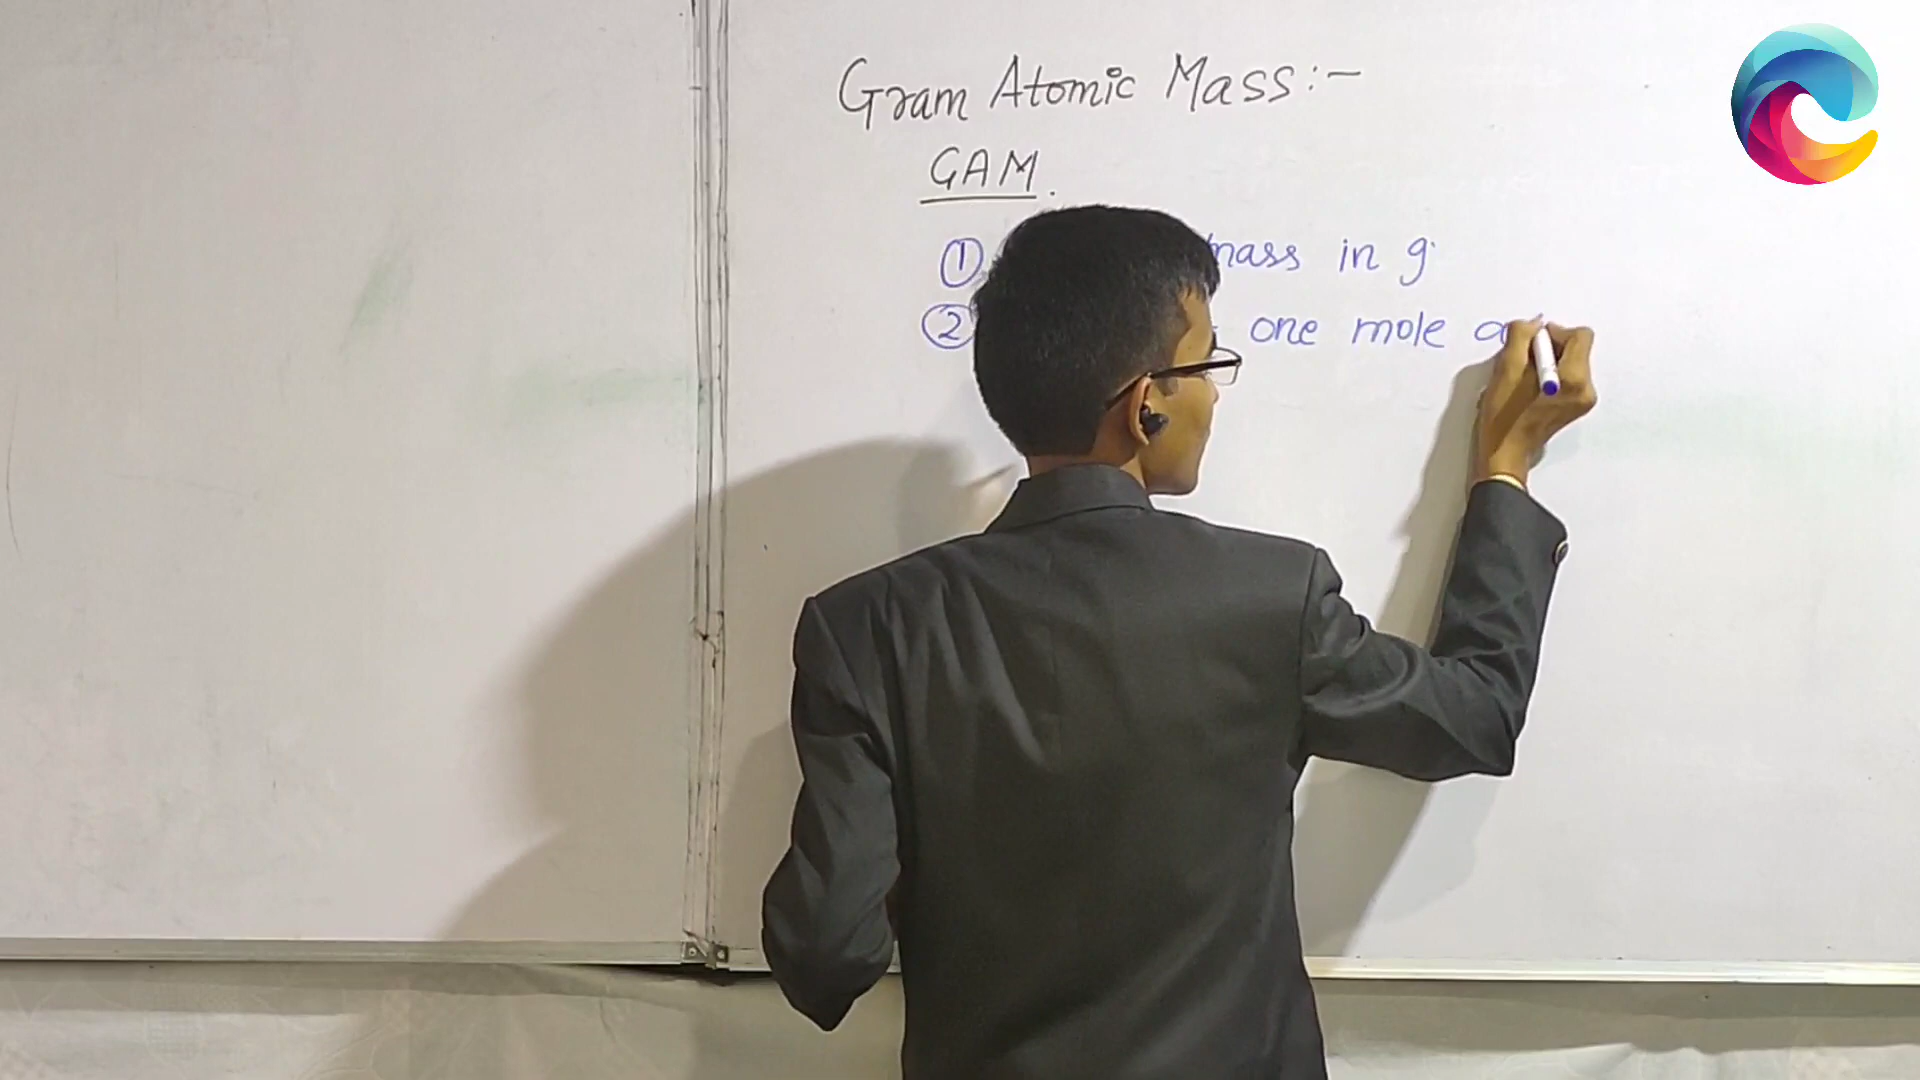 Gram Atomic Mass:-
GAM.
① mass in g.
② one mole